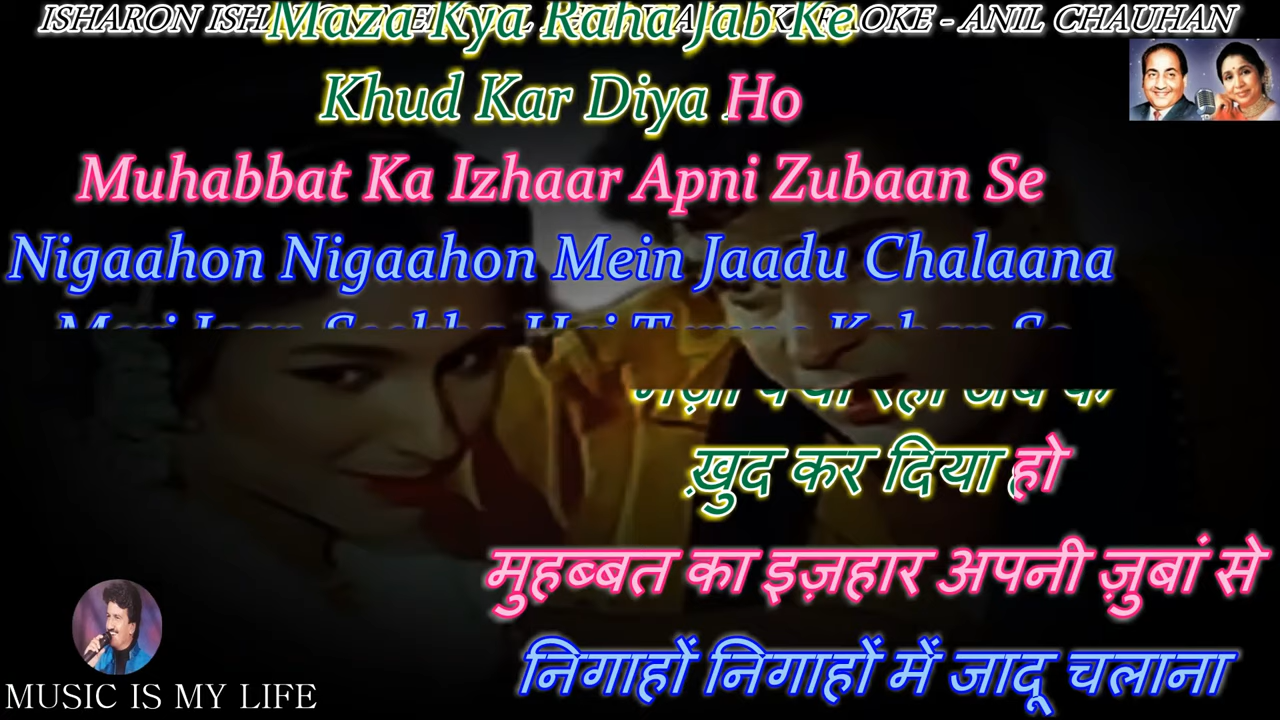 ISHARON ISH
OKE - ANIL CHAUHAN
Maza Kya Raha Jab Ke
Khud Kar Diya Ho
Muhabbat Ka Izhaar Apni Zubaan Se
Nigaahon Nigaahon Mein Jaadu Chalaana
ख़ुद कर दिया हो
मुहब्बत का इज़हार अपनी ज़ुबां से
निगाहों निगाहों में जादू चलाना
MUSIC IS MY LIFE